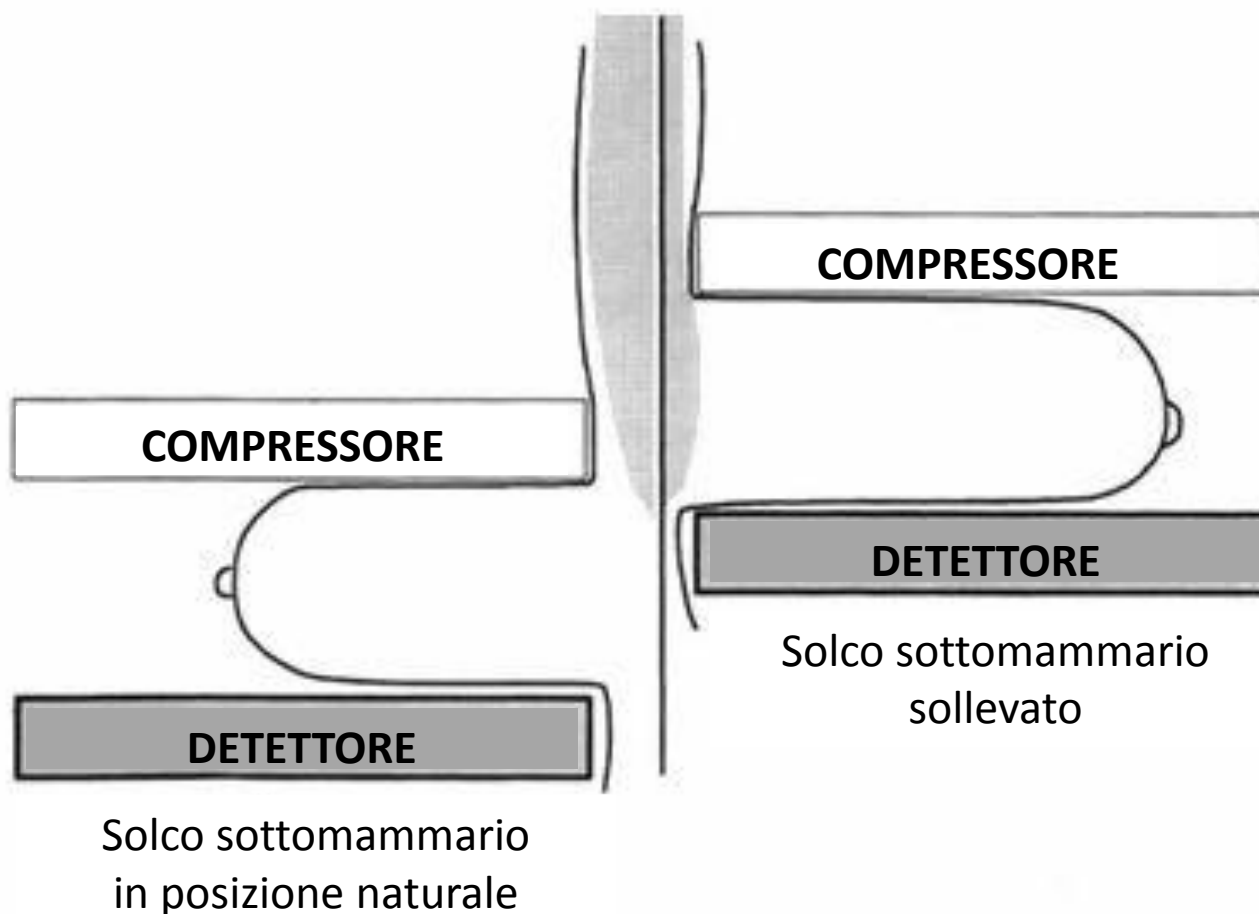 COMPRESSORE
COMPRESSORE
DETETTORE
Solco sottomammario
sollevato
DETETTORE
Solco sottomammario
in posizione naturale